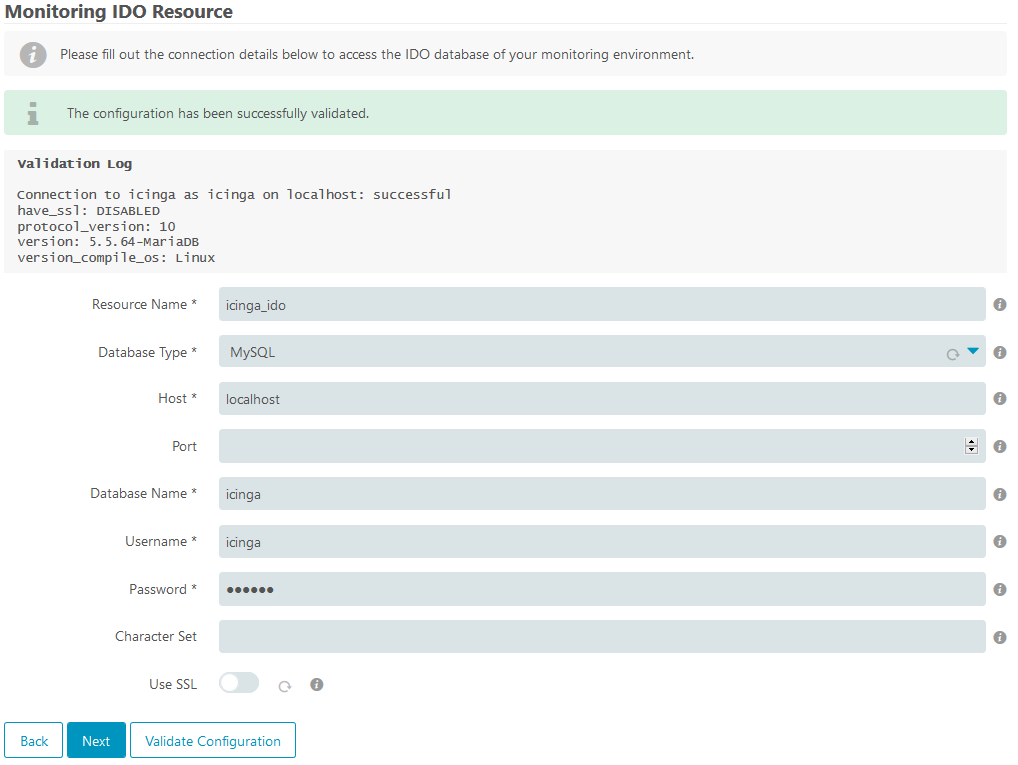 Monitoring IDO Resource
Please fill out the connection details below to access the IDO database of your monitoring environment.
The configuration has been successfully validated.
Validation Log
Connection to icinga as icinga on localhost: successful
have_ssl: DISABLED
protocol_version: 10
version: 5.5.64-MariaDB
version_compile_os: Linux
Resource Name * icinga_ido
Database Type * MySQL
Host * localhost
Port
Database Name * icinga
Username * icinga
Password * ••••••
Character Set
Use SSL
Back Next Validate Configuration